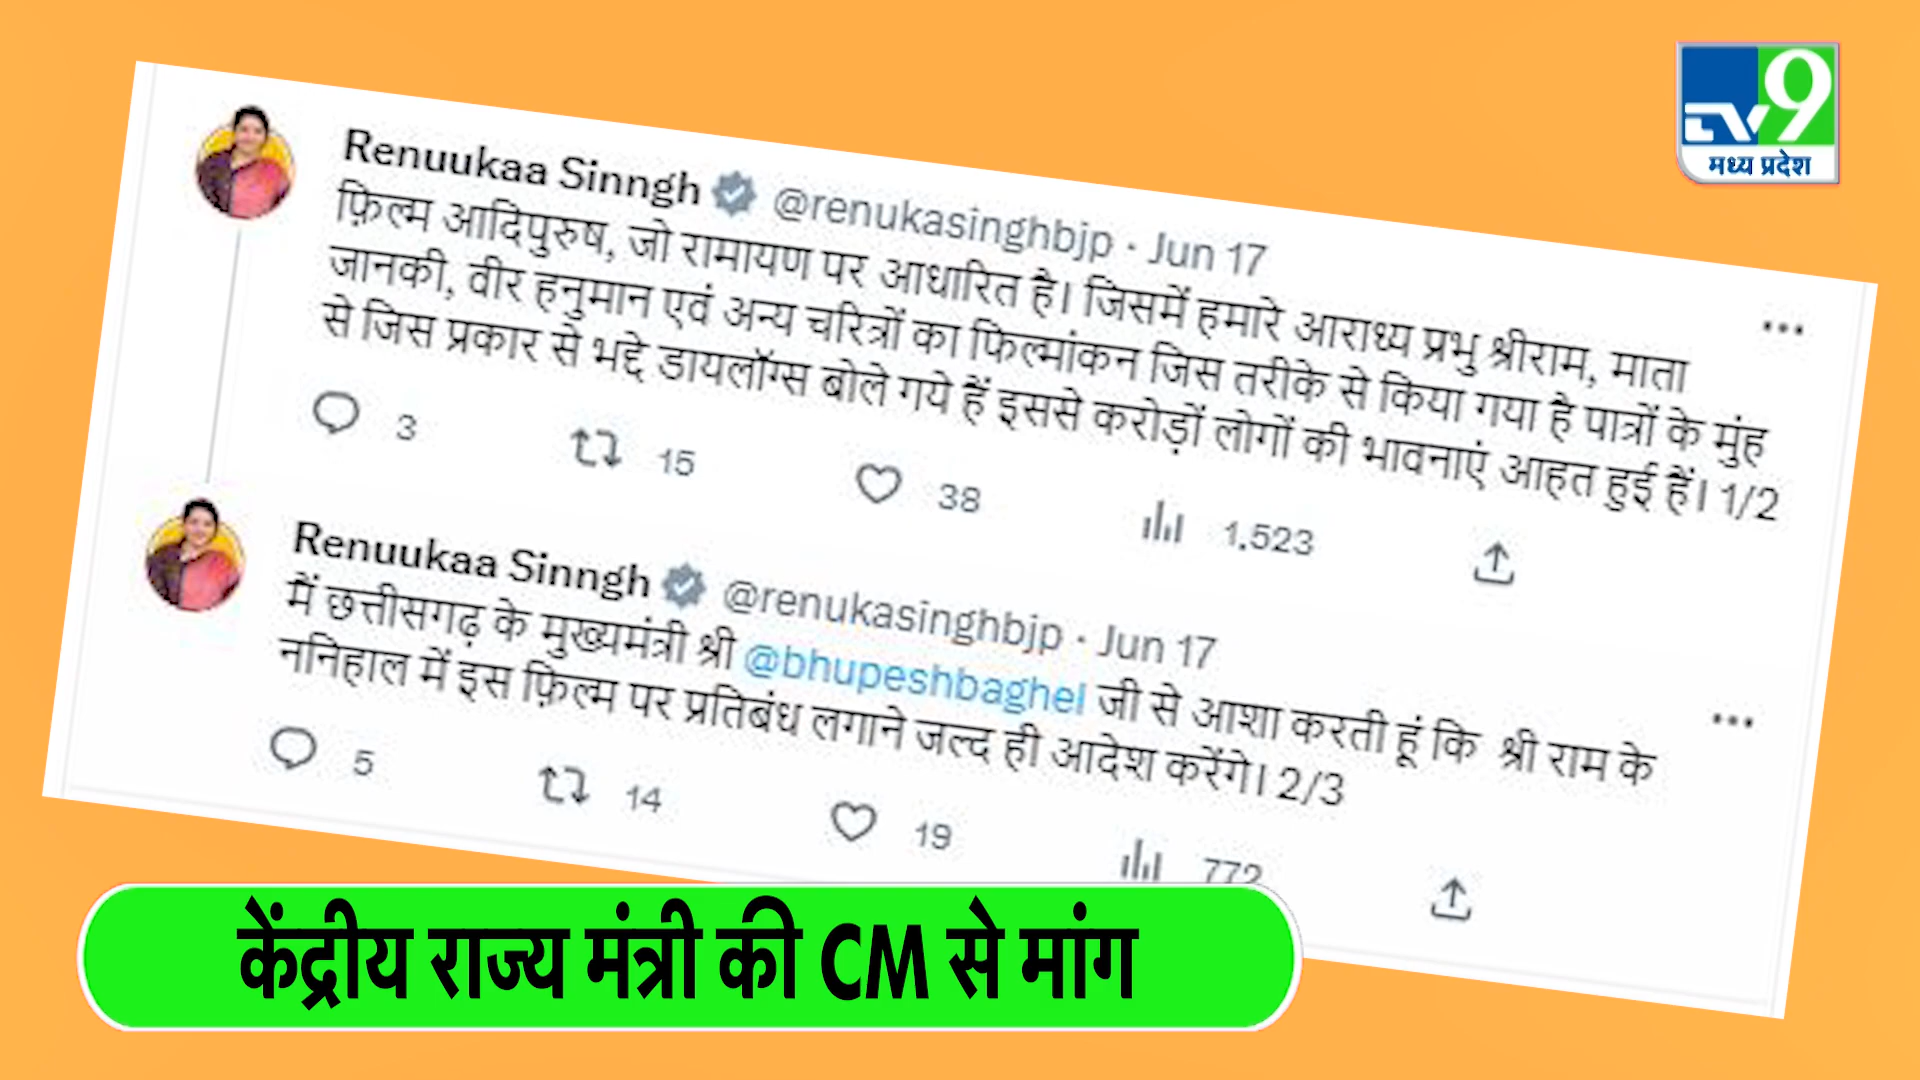 TV9
मध्य प्रदेश
Renuukaa Sinngh @renukasinghbjp · Jun 17
फ़िल्म आदिपुरुष, जो रामायण पर आधारित है। जिसमें हमारे आराध्य प्रभु श्रीराम, माता
जानकी, वीर हनुमान एवं अन्य चरित्रों का फिल्मांकन जिस तरीके से किया गया है पात्रों के मुंह
से जिस प्रकार से भद्दे डायलॉग्स बोले गये हैं इससे करोड़ों लोगों की भावनाएं आहत हुई हैं। 1/2
3 15 38 1.523
Renuukaa Sinngh @renukasinghbjp · Jun 17
मैं छत्तीसगढ़ के मुख्यमंत्री श्री @bhupeshbaghel जी से आशा करती हूं कि श्री राम के
ननिहाल में इस फ़िल्म पर प्रतिबंध लगाने जल्द ही आदेश करेंगे। 2/3
5 14 19 772
केंद्रीय राज्य मंत्री की CM से मांग